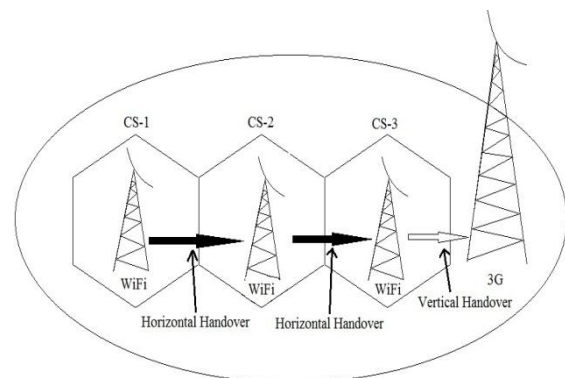 CS-1
CS-2
CS-3
WiFi
WiFi
WiFi
3G
Horizontal Handover
Horizontal Handover
Vertical Handover